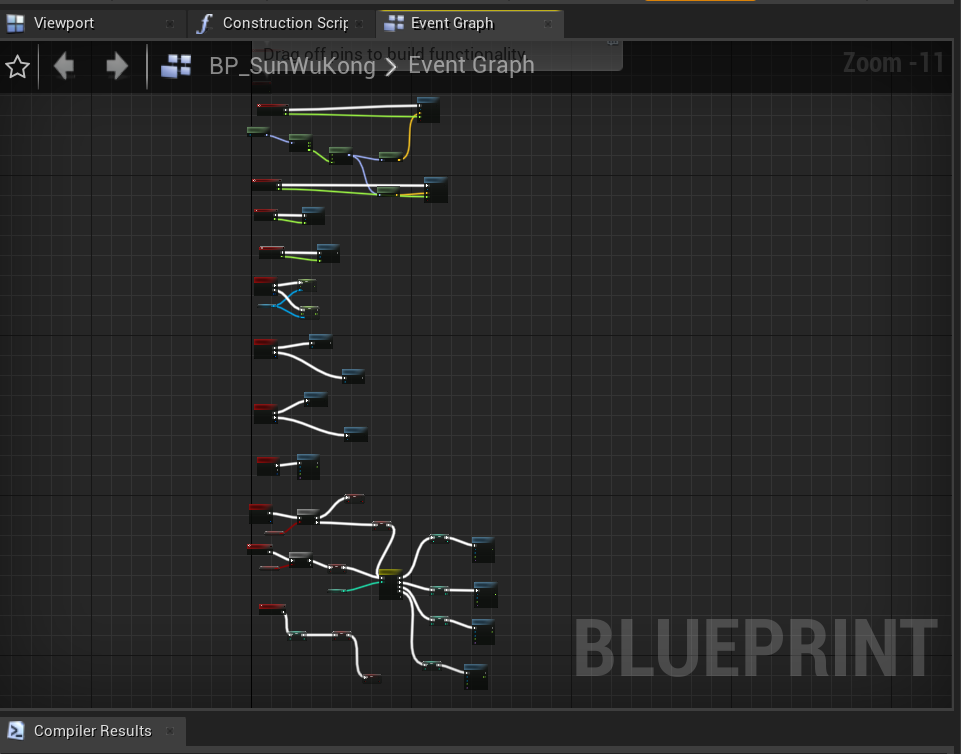 Viewport
Construction Scrip
Event Graph
Drag off pins to build functionality.
BP_SunWuKong > Event Graph
Zoom -11
BLUEPRINT
Compiler Results